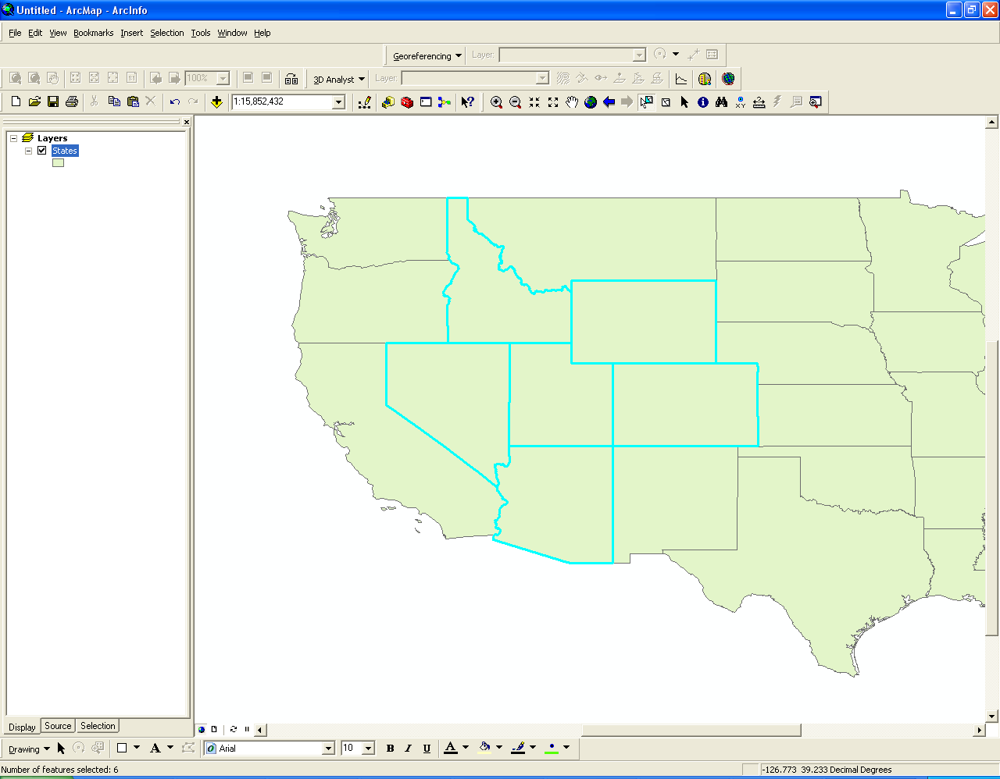 Untitled - ArcMap - ArcInfo
File Edit View Bookmarks Insert Selection Tools Window Help
Georeferencing Layer:
100% 3D Analyst Layer:
1:15,852,432
Layers
States
Display Source Selection
Drawing A Arial 10 B I U A
Number of features selected: 6 -126.773 39.233 Decimal Degrees